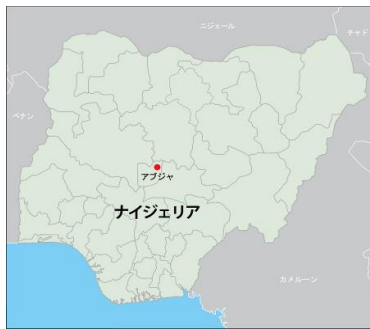 ニジェール
チャド
ベナン
アブジャ
ナイジェリア
カメルーン